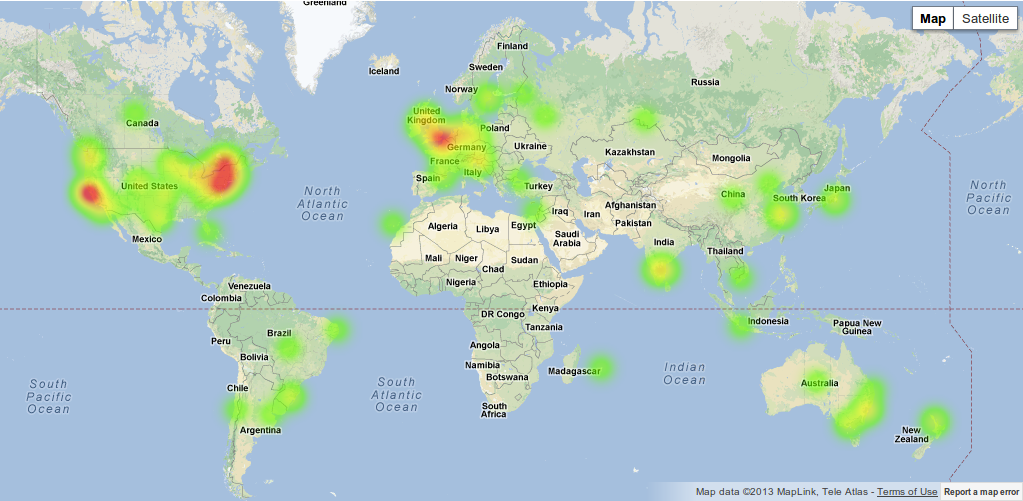 Greenland
Map
Satellite
Iceland
Finland
Sweden
Norway
Russia
United
Kingdom
Poland
Canada
Germany
Ukraine
France
Kazakhstan
Mongolia
Italy
Spain
United States
Turkey
China
Japan
South Korea
North
Atlantic
Ocean
North
Pacific
Ocean
Afghanistan
Iraq
Iran
Pakistan
Algeria
Libya
Egypt
Saudi
Arabia
Mexico
India
Thailand
Mali
Niger
Sudan
Chad
Nigeria
Ethiopia
Venezuela
Colombia
Kenya
DR Congo
Tanzania
Indonesia
Papua New
Guinea
Brazil
Peru
Angola
Bolivia
Namibia
Botswana
Madagascar
Indian
Ocean
South
Pacific
Ocean
Chile
South
Atlantic
Ocean
Australia
South
Africa
Argentina
New
Zealand
Map data ©2013 MapLink, Tele Atlas - Terms of Use
Report a map error